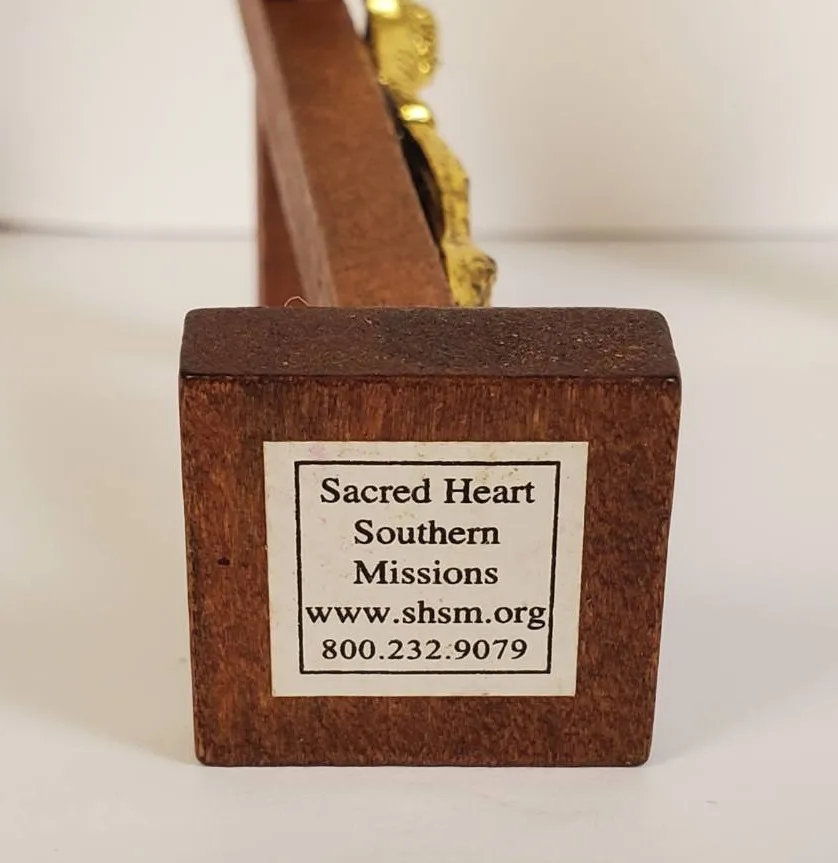 Sacred Heart
Southern
Missions
www.shsm.org
800.232.9079